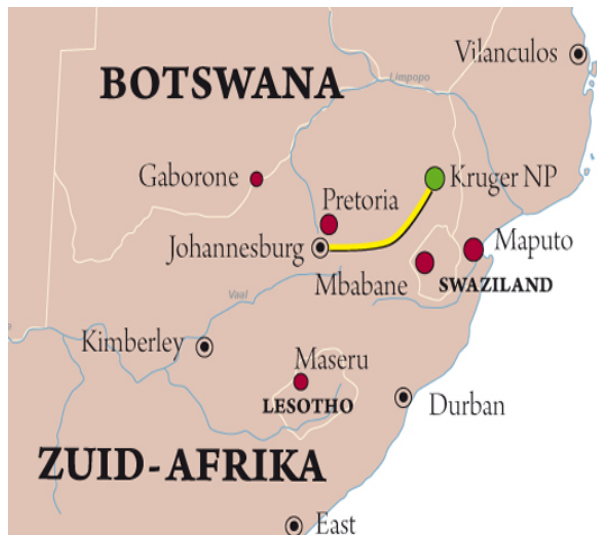 Vilanculos
BOTSWANA
Limpopo
Gaborone
Kruger NP
Pretoria
Johannesburg
Maputo
Mbabane
SWAZILAND
Vaal
Kimberley
Maseru
LESOTHO
Durban
ZUID-AFRIKA
East